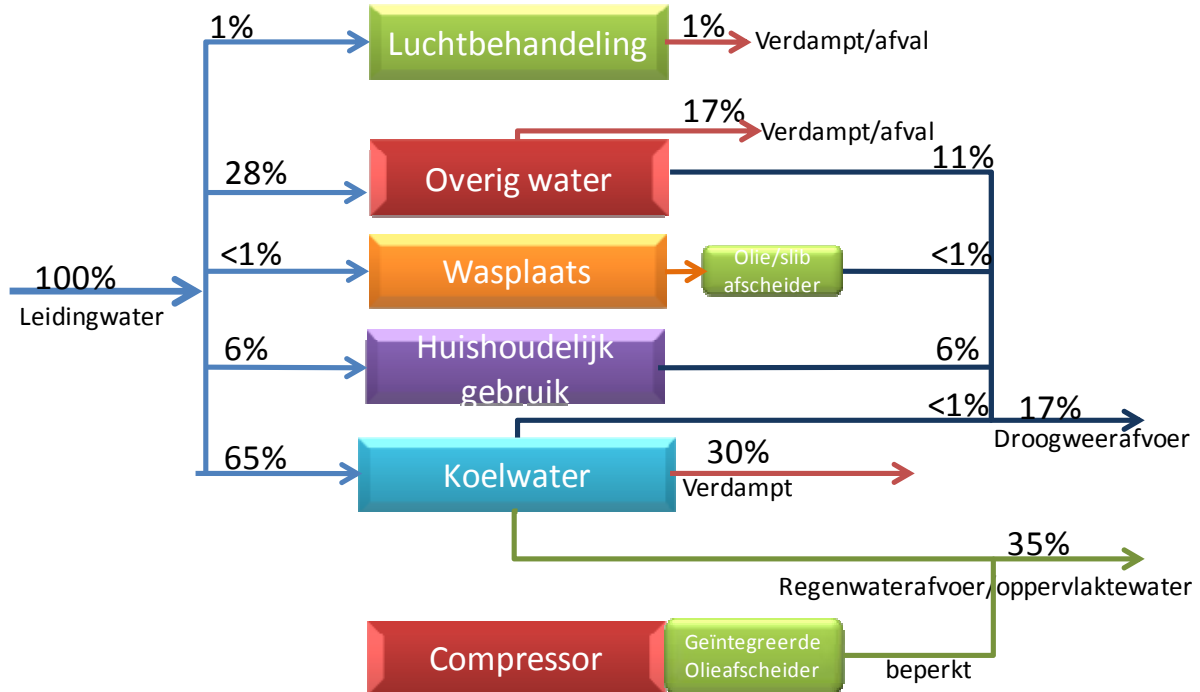 1%
Luchtbehandeling
1%
Verdampt/afval
17%
Verdampt/afval
28%
Overig water
11%
100%
Leidingwater
<1%
Wasplaats
Olie/slib
afscheider
<1%
6%
Huishoudelijk
gebruik
6%
<1%
17%
Droogweerafvoer
65%
Koelwater
30%
Verdampt
35%
Regenwaterafvoer/oppervlaktewater
Compressor
Geïntegreerde
Olieafscheider
beperkt